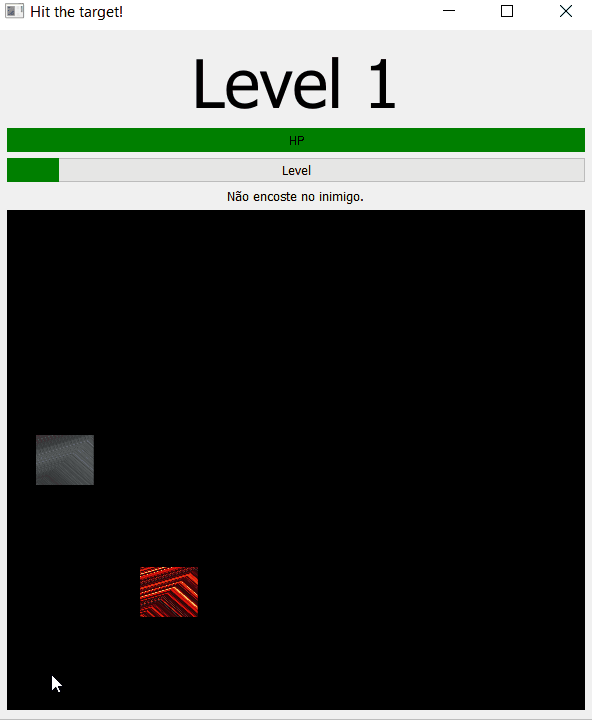 Hit the target!
Level 1
HP
Level
Não encoste no inimigo.